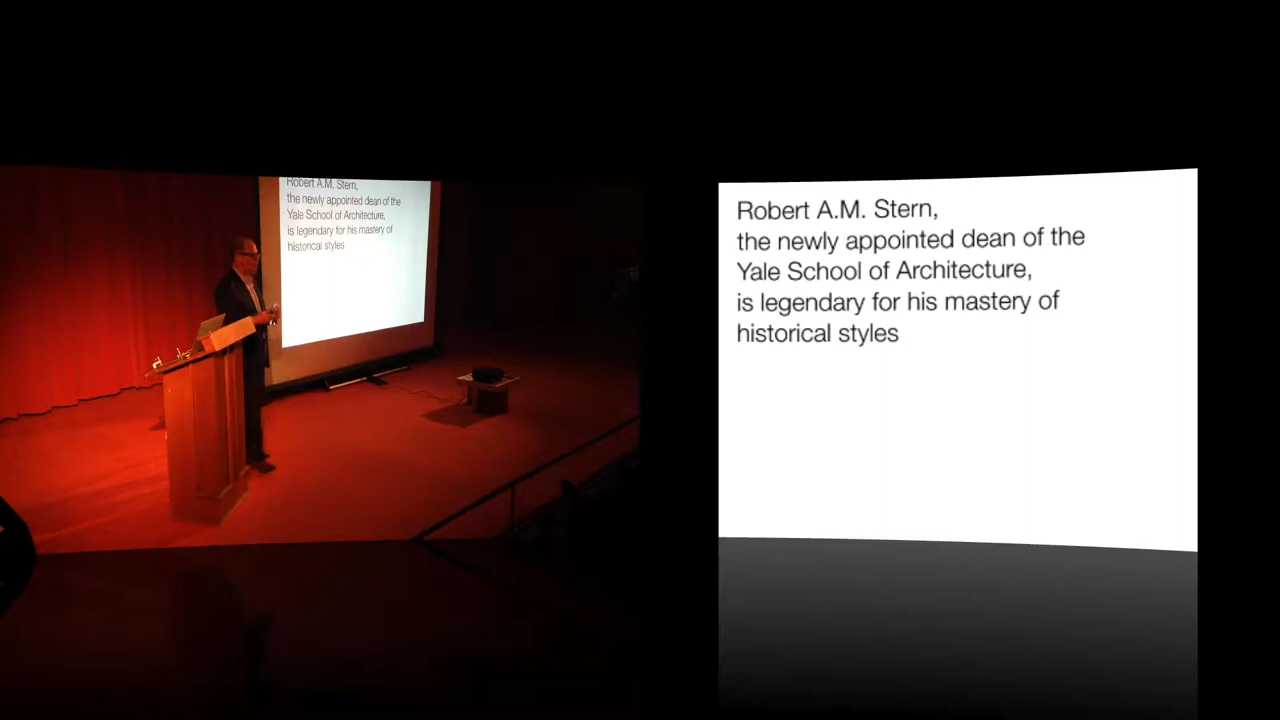 Robert A.M. Stern,
the newly appointed dean of the
Yale School of Architecture,
is legendary for his mastery of
historical styles
Robert A.M. Stern,
the newly appointed dean of the
Yale School of Architecture,
is legendary for his mastery of
historical styles